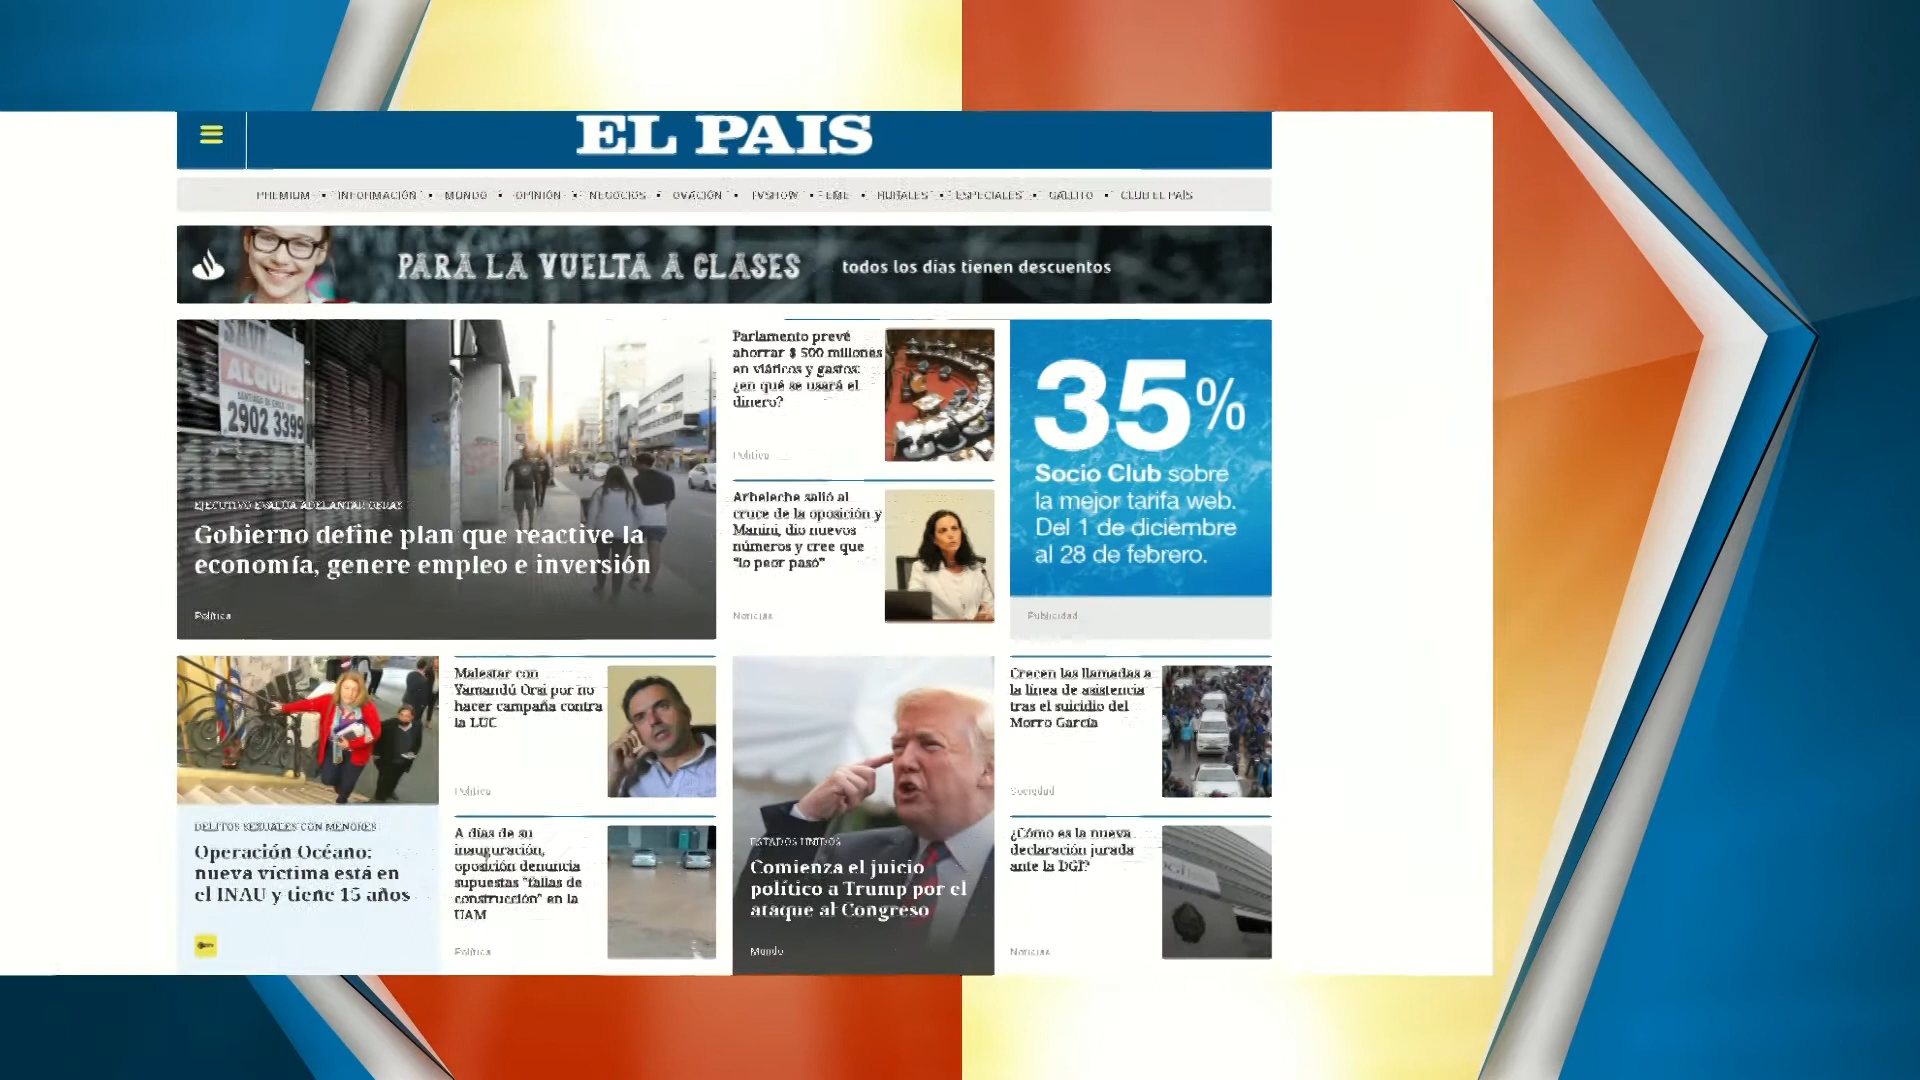 EL PAIS
PREMIUM • INFORMACIÓN • MUNDO • OPINIÓN • NEGOCIOS • OVACIÓN • TVSHOW • EME • RURALES • ESPECIALES • GALLITO • CLUB EL PAÍS
PARA LA VUELTA A CLASES todos los días tienen descuentos
ALQUI
2902 3399
EJECUTIVO EVALÚA ADELANTAR OBRAS
Gobierno define plan que reactive la
economía, genere empleo e inversión
Política
Parlamento prevé
ahorrar $ 500 millones
en viáticos y gastos:
¿en qué se usará el
dinero?
Política
Arbeleche salió al
cruce de la oposición y
Manini, dio nuevos
números y cree que
"lo peor pasó"
Noticias
35%
Socio Club sobre
la mejor tarifa web.
Del 1 de diciembre
al 28 de febrero.
Publicidad
DELITOS SEXUALES CON MENORES
Operación Océano:
nueva víctima está en
el INAU y tiene 15 años
Malestar con
Yamandú Orsi por no
hacer campaña contra
la LUC
Política
A días de su
inauguración,
oposición denuncia
supuestas "fallas de
construcción" en la
UAM
Política
ESTADOS UNIDOS
Comienza el juicio
político a Trump por el
ataque al Congreso
Mundo
Crecen las llamadas a
la línea de asistencia
tras el suicidio del
Morro García
Sociedad
¿Cómo es la nueva
declaración jurada
ante la DGI?
Noticias